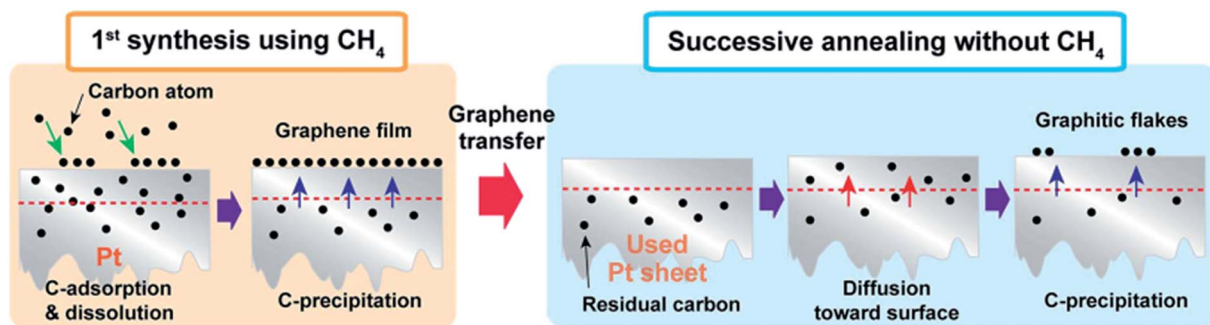 1st synthesis using CH4
Carbon atom
Graphene film
Pt
C-adsorption
& dissolution
C-precipitation
Graphene
transfer
Successive annealing without CH4
Graphitic flakes
Used
Pt sheet
Residual carbon
Diffusion
toward surface
C-precipitation